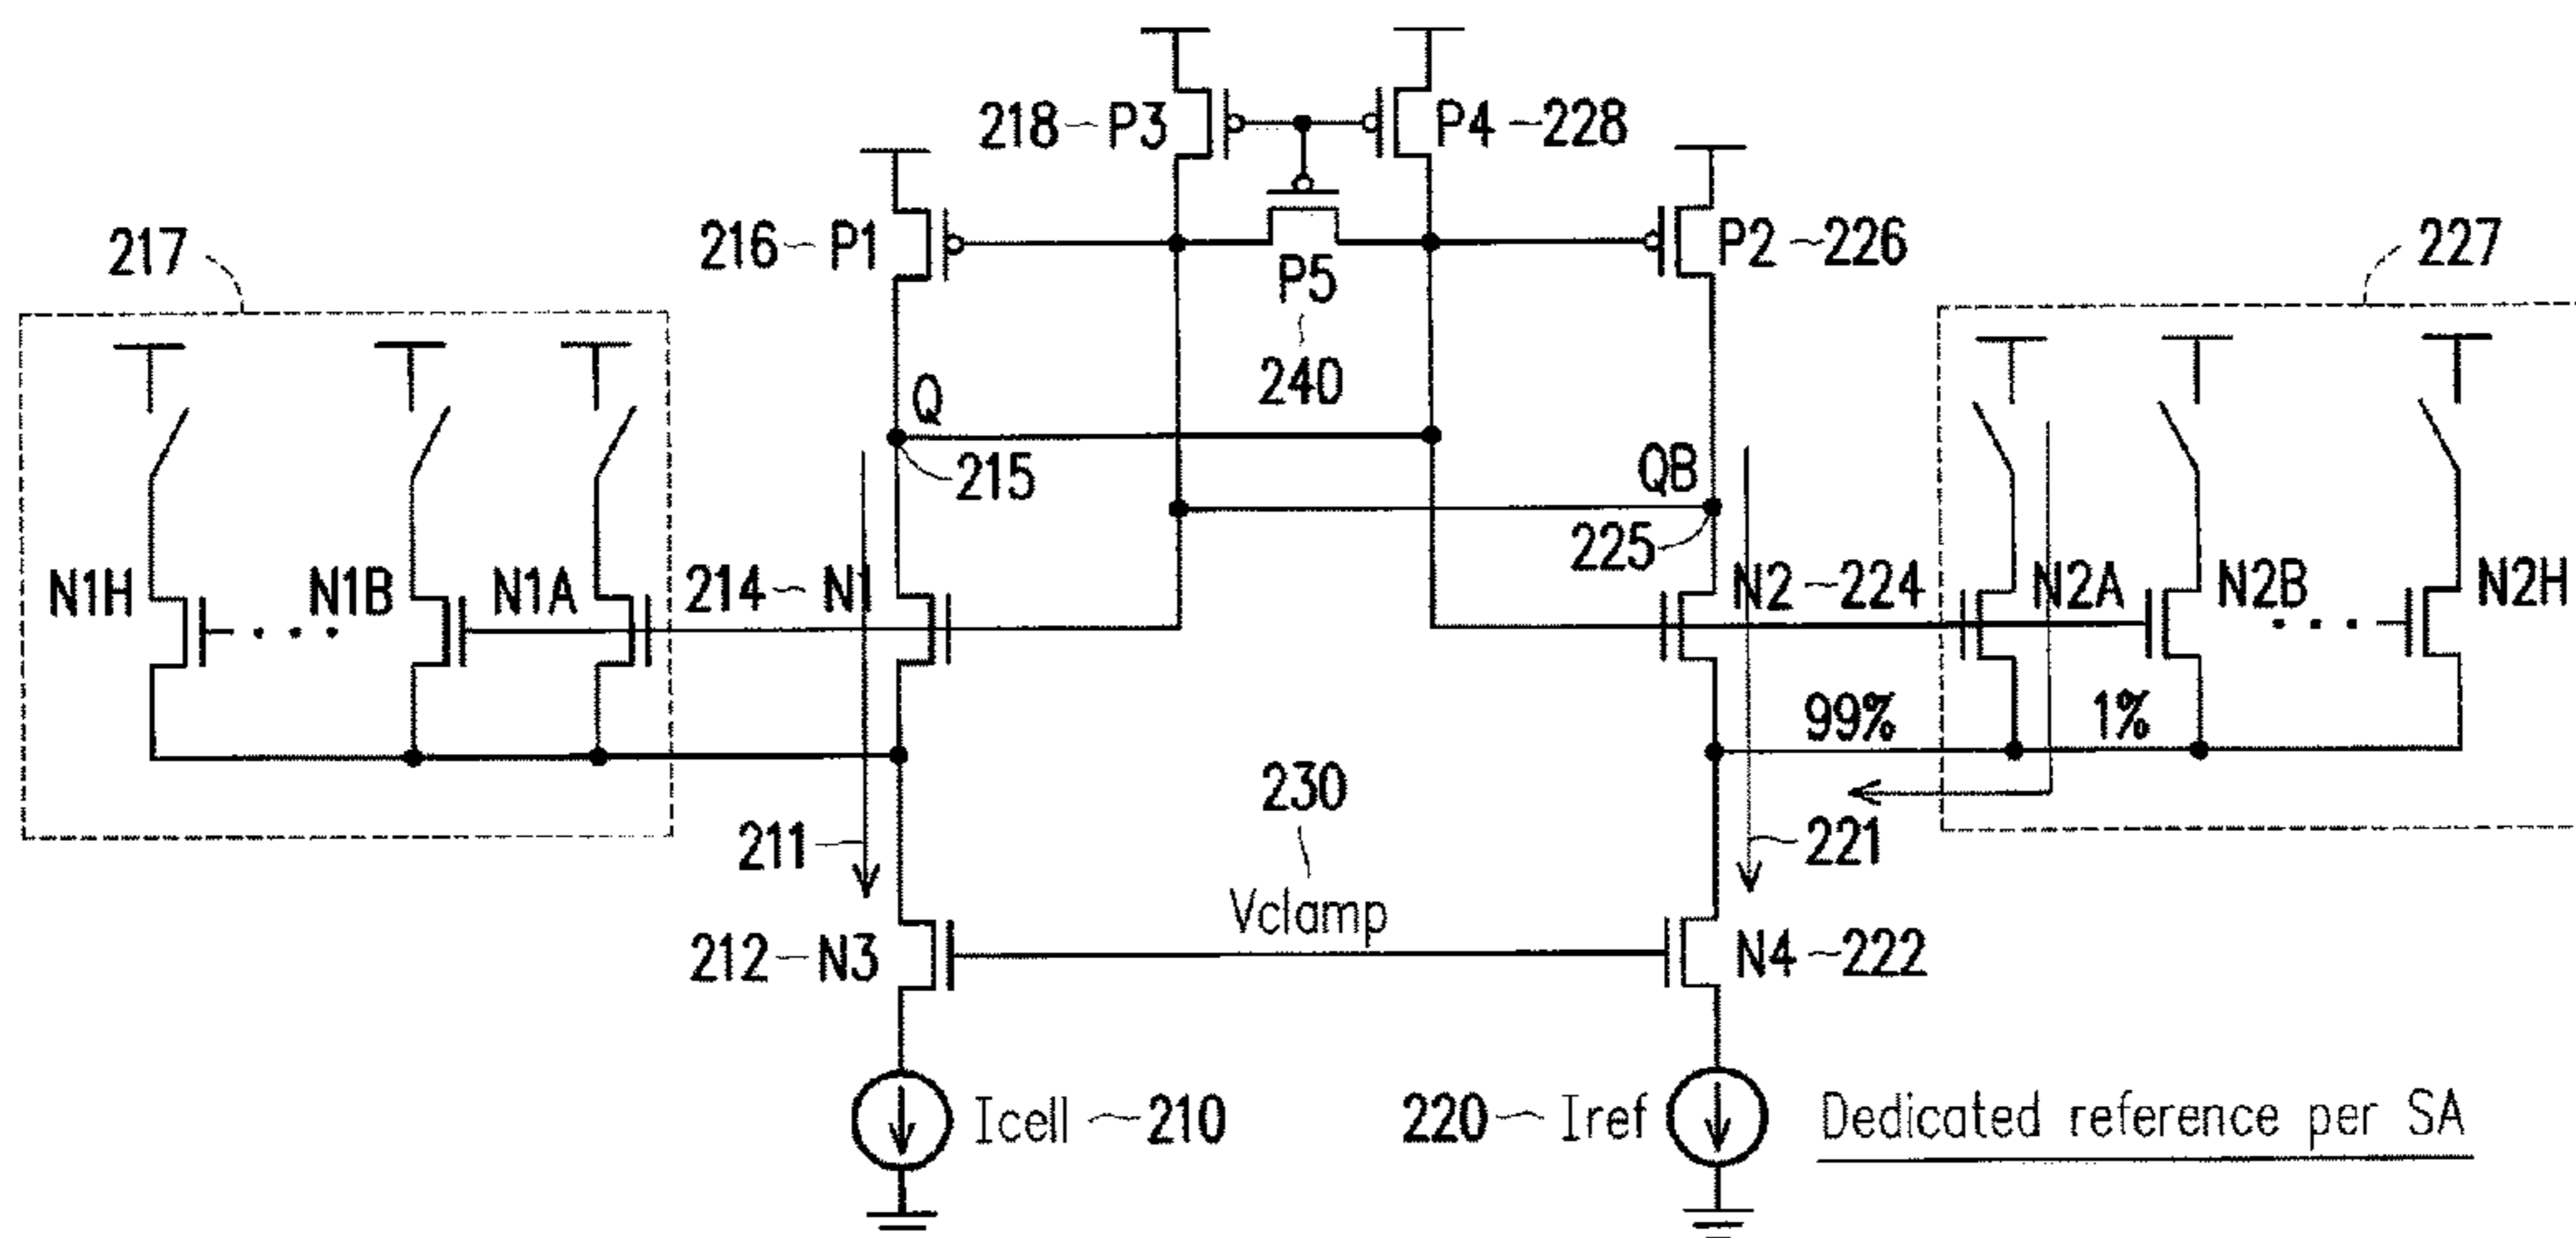 218 P3
P4 228
216 P1
P2 226
217
227
P5
240
Q
215
QB
225
N1H
N1B
N1A
214 N1
N2 224
N2A
N2B
N2H
99%
1%
230
Vclamp
211
221
212 N3
N4 222
Icell 210
220 Iref
Dedicated reference per SA